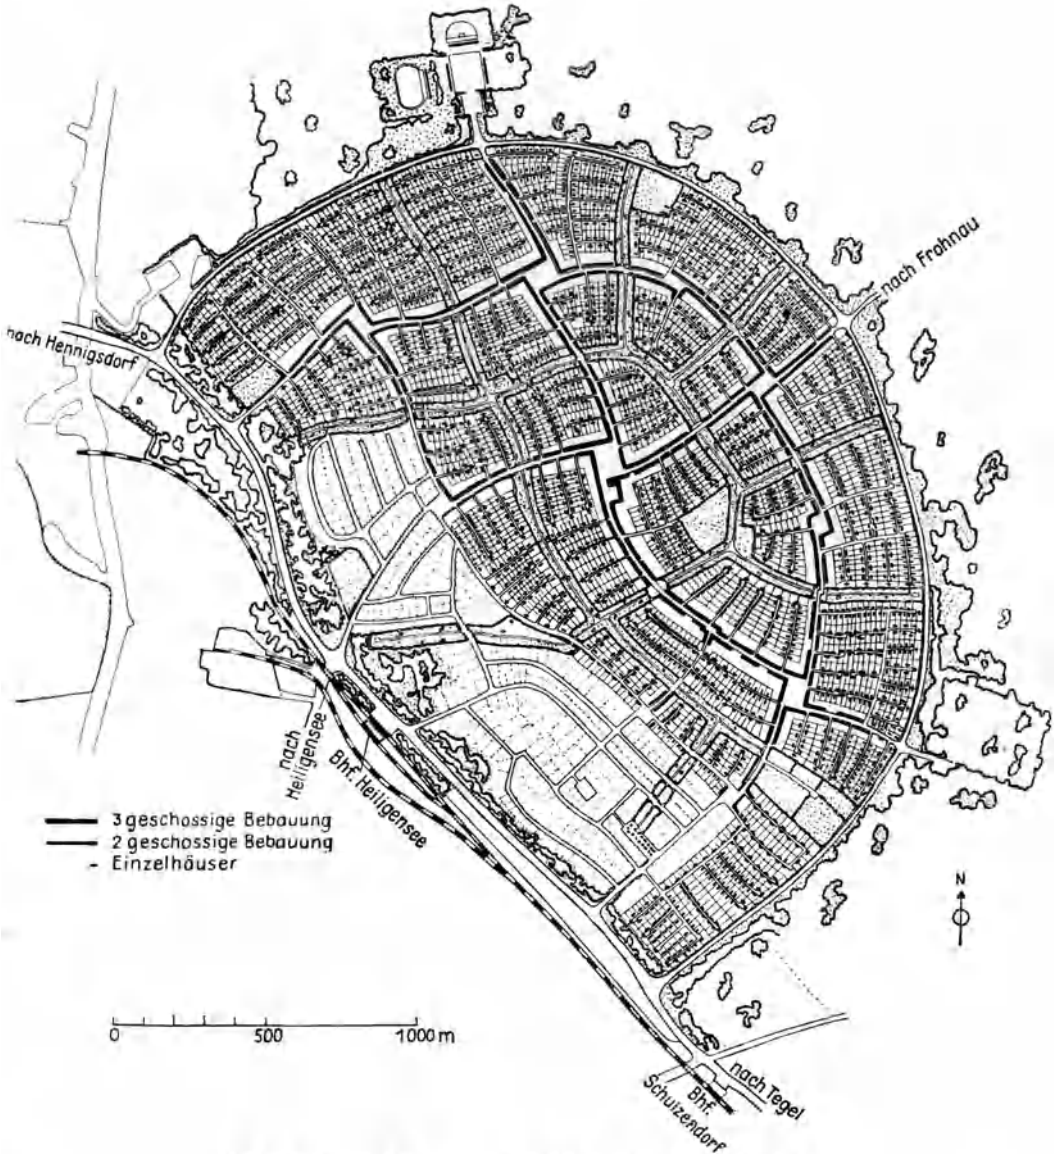 nach Frohnau
nach Hennigsdorf
nach
Heiligensee
Bhf. Heiligensee
3 geschossige Bebauung
2 geschossige Bebauung
Einzelhäuser
N
0 500 1000 m
nach Tegel
Bhf.
Schulzendorf